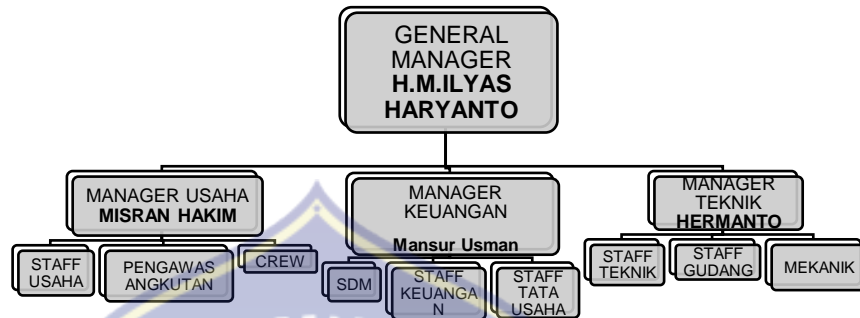 GENERAL
MANAGER
H.M.ILYAS
HARYANTO
MANAGER USAHA
MISRAN HAKIM
MANAGER
KEUANGAN
Mansur Usman
MANAGER
TEKNIK
HERMANTO
STAFF
USAHA
PENGAWAS
ANGKUTAN
CREW
SDM
STAFF
KEUANGA
N
STAFF
TATA
USAHA
STAFF
TEKNIK
STAFF
GUDANG
MEKANIK